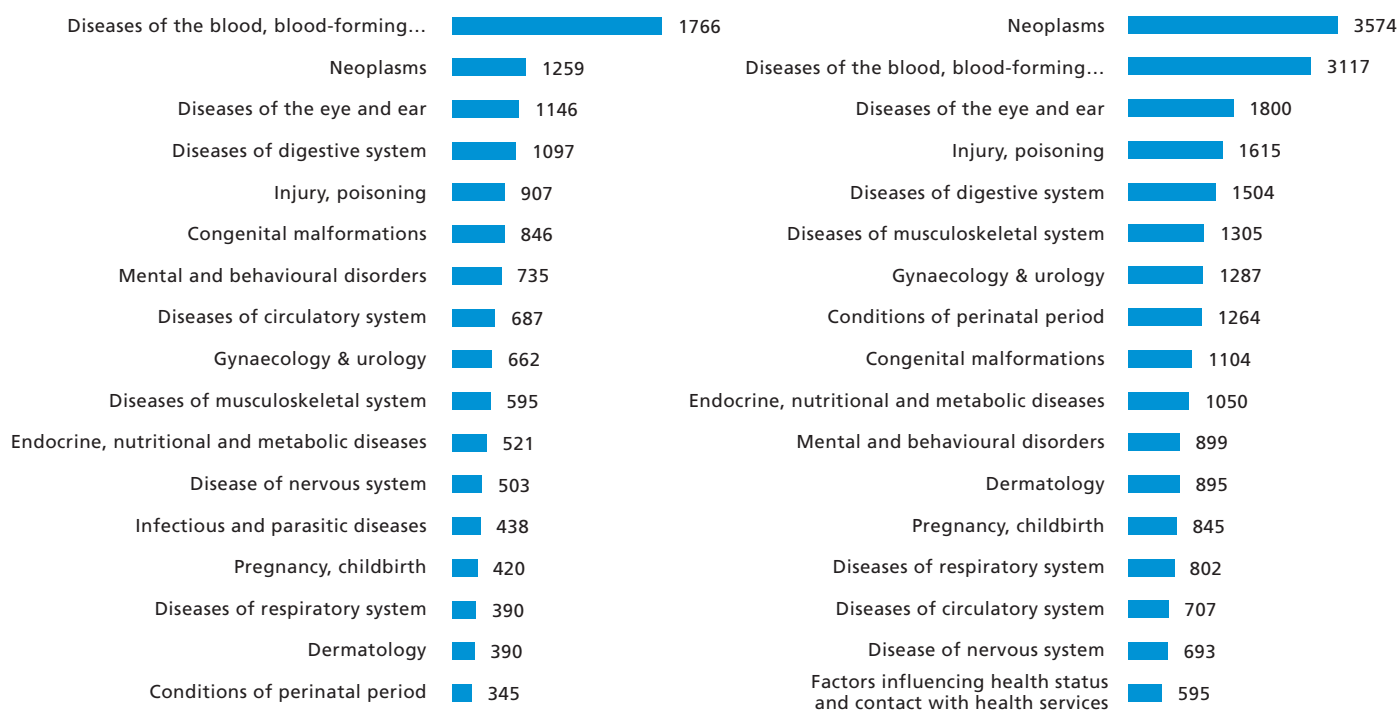 Diseases of the blood, blood-forming… 1766
Neoplasms 1259
Diseases of the eye and ear 1146
Diseases of digestive system 1097
Injury, poisoning 907
Congenital malformations 846
Mental and behavioural disorders 735
Diseases of circulatory system 687
Gynaecology & urology 662
Diseases of musculoskeletal system 595
Endocrine, nutritional and metabolic diseases 521
Disease of nervous system 503
Infectious and parasitic diseases 438
Pregnancy, childbirth 420
Diseases of respiratory system 390
Dermatology 390
Conditions of perinatal period 345
Neoplasms 3574
Diseases of the blood, blood-forming… 3117
Diseases of the eye and ear 1800
Injury, poisoning 1615
Diseases of digestive system 1504
Diseases of musculoskeletal system 1305
Gynaecology & urology 1287
Conditions of perinatal period 1264
Congenital malformations 1104
Endocrine, nutritional and metabolic diseases 1050
Mental and behavioural disorders 899
Dermatology 895
Pregnancy, childbirth 845
Diseases of respiratory system 802
Diseases of circulatory system 707
Disease of nervous system 693
Factors influencing health status
and contact with health services 595